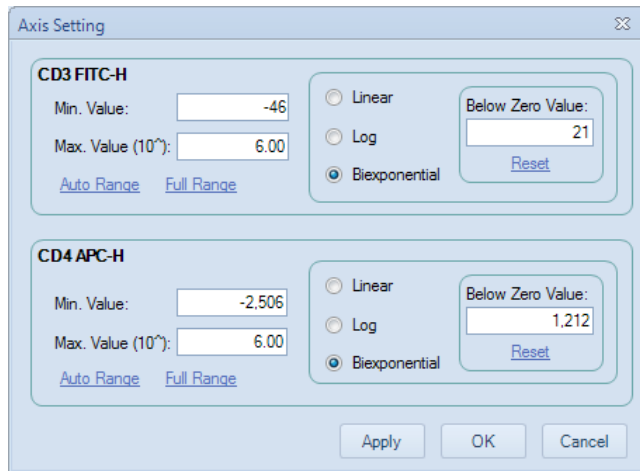 Axis Setting
CD3 FITC-H
Min. Value: -46
Max. Value (10^): 6.00
Auto Range Full Range
Linear
Log
Biexponential
Below Zero Value:
21
Reset
CD4 APC-H
Min. Value: -2,506
Max. Value (10^): 6.00
Auto Range Full Range
Linear
Log
Biexponential
Below Zero Value:
1,212
Reset
Apply OK Cancel